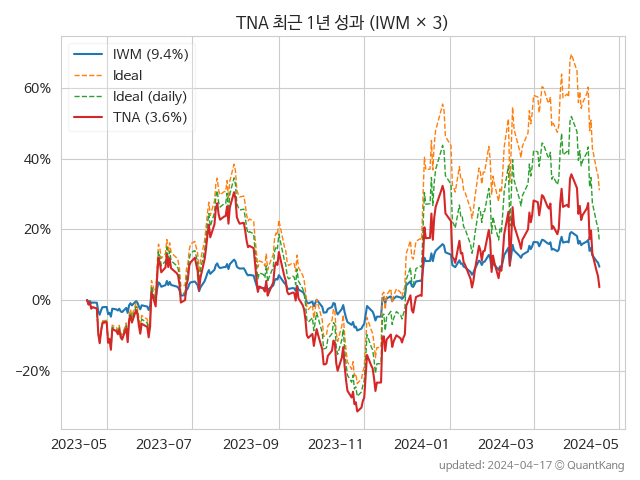 TNA 최근 1년 성과 (IWM × 3)
IWM (9.4%)
Ideal
Ideal (daily)
TNA (3.6%)
60%
40%
20%
0%
−20%
2023-05 2023-07 2023-09 2023-11 2024-01 2024-03 2024-05
updated: 2024-04-17 © QuantKang